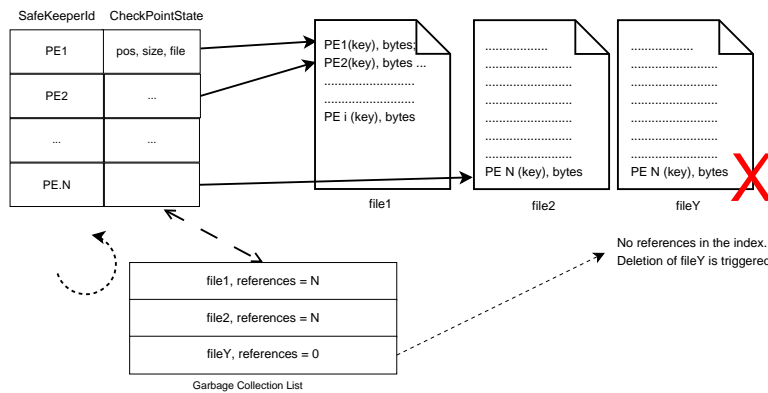 SafeKeeperId CheckPointState
PE1 pos, size, file
PE2 ...
... ...
PE.N
PE1(key), bytes;
PE2(key), bytes ...
............................
............................
PE i (key), bytes
file1
...................
...........................
...........................
...........................
...........................
...........................
...........................
PE N (key), bytes
file2
...................
...........................
...........................
...........................
...........................
...........................
...........................
PE N (key), bytes
X
fileY
No references in the index.
Deletion of fileY is triggered
file1, references = N
file2, references = N
fileY, references = 0
Garbage Collection List